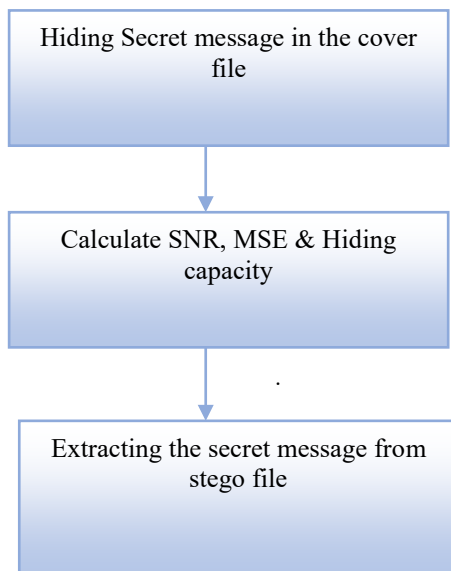 Hiding Secret message in the cover
file
Calculate SNR, MSE & Hiding
capacity
.
Extracting the secret message from
stego file